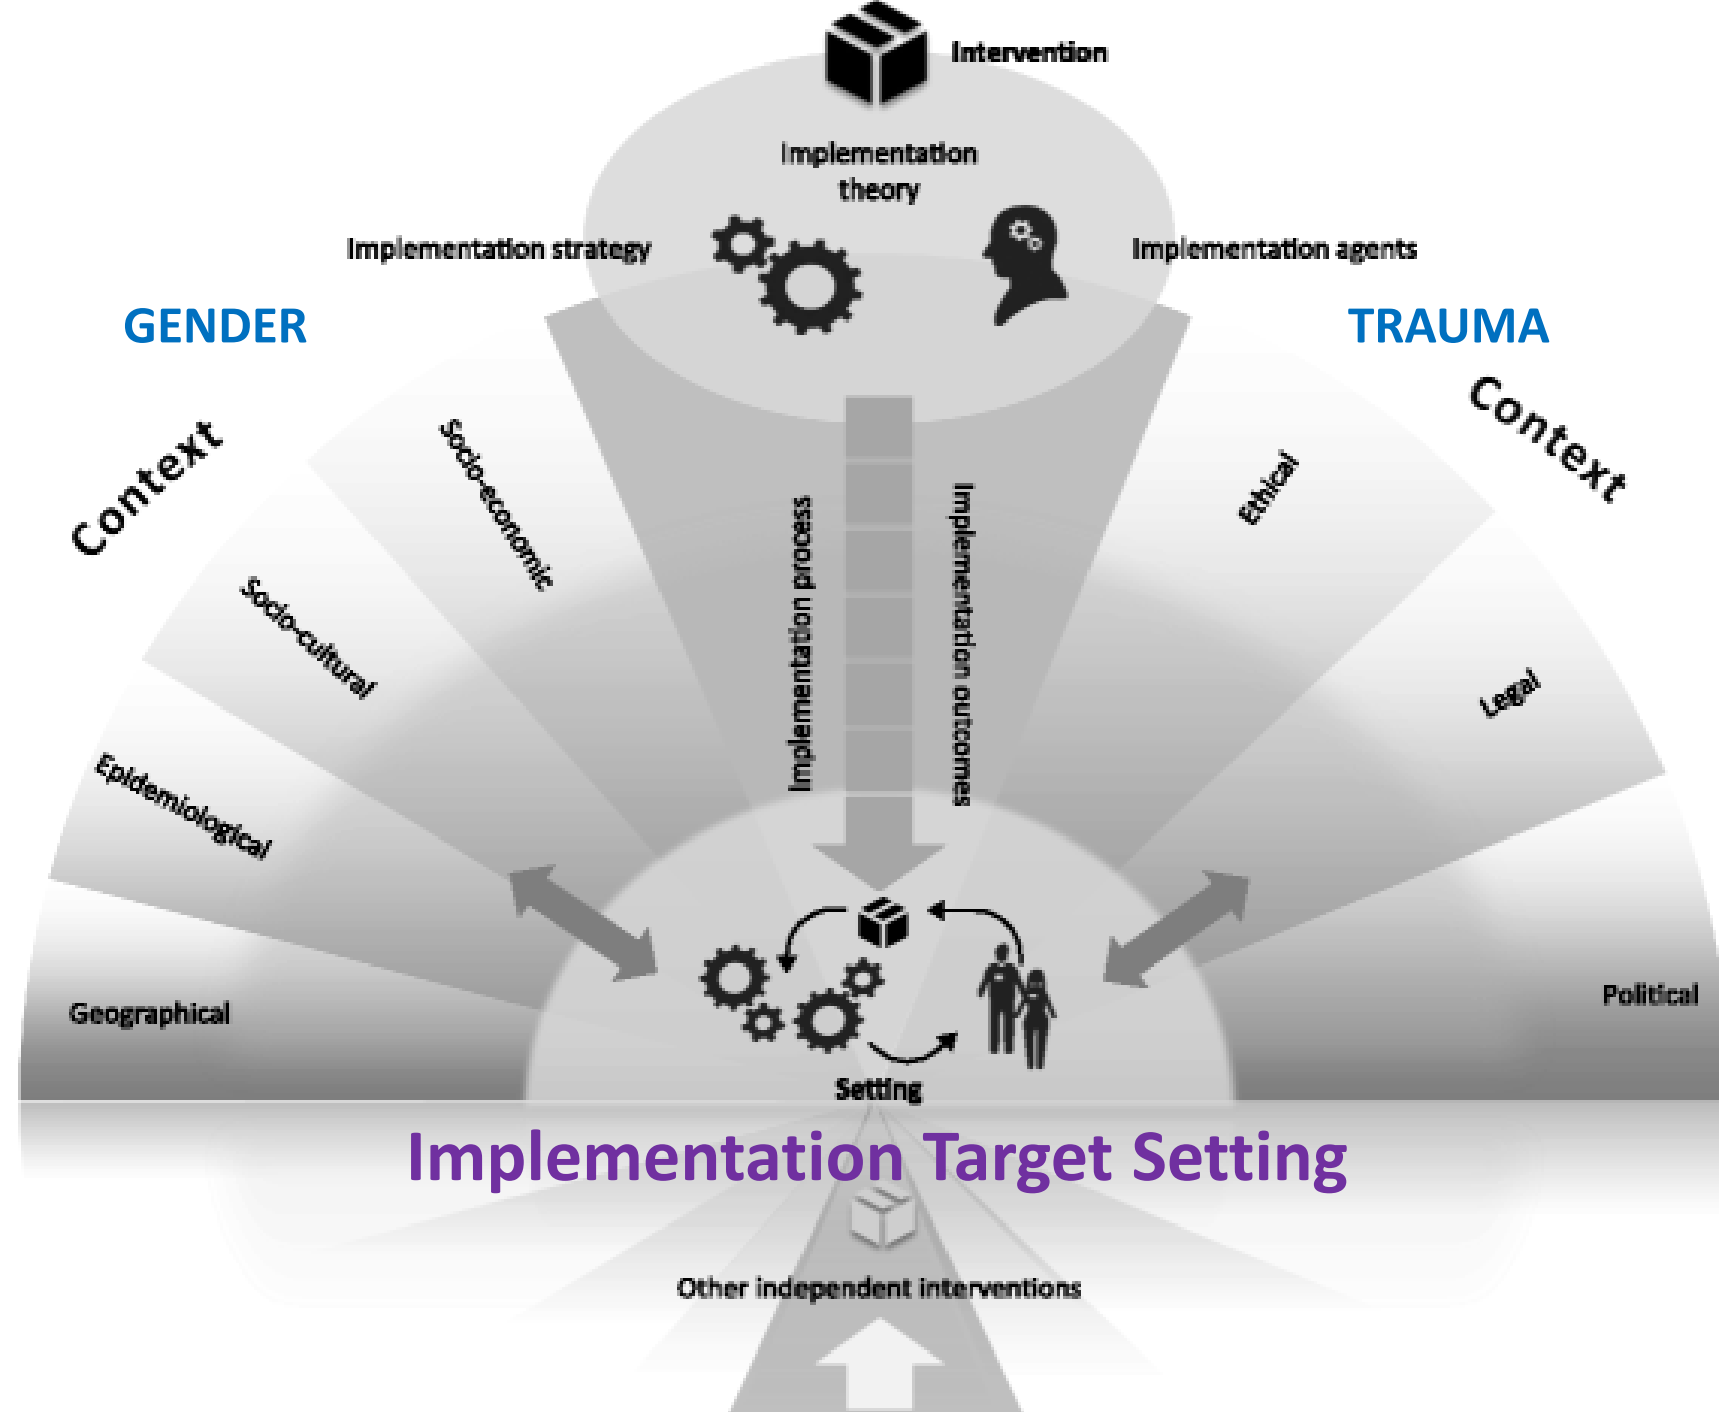 Intervention
Implementation
theory
Implementation strategy
Implementation agents
GENDER
TRAUMA
Context
Context
Socio-economic
Ethical
Implementation process
Implementation outcomes
Socio-cultural
Legal
Epidemiological
Geographical
Political
Setting
Implementation Target Setting
Other independent interventions